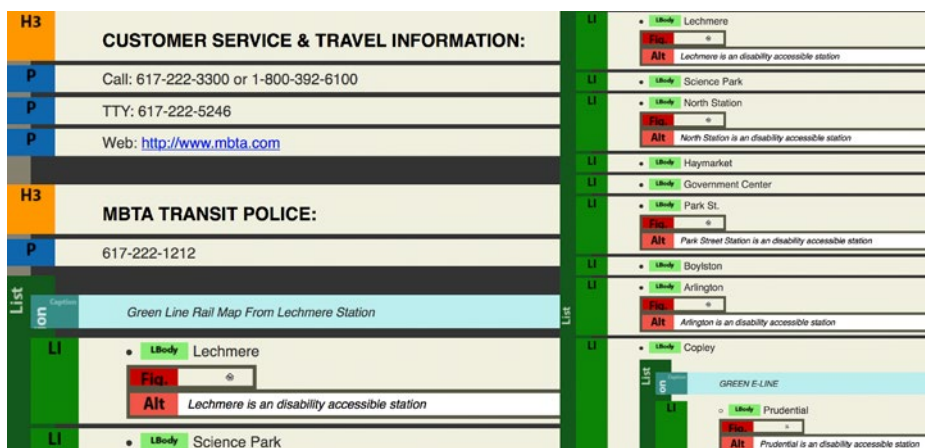 H3
CUSTOMER SERVICE & TRAVEL INFORMATION:
P
Call: 617-222-3300 or 1-800-392-6100
P
TTY: 617-222-5246
P
Web: http://www.mbta.com
H3
MBTA TRANSIT POLICE:
P
617-222-1212
List
on Caption
Green Line Rail Map From Lechmere Station
LI
• LBody Lechmere
Fig.
Alt Lechmere is an disability accessible station
LI
• LBody Science Park
List
LI
• LBody Lechmere
Fig.
Alt Lechmere is an disability accessible station
LI
• LBody Science Park
LI
• LBody North Station
Fig.
Alt North Station is an disability accessible station
LI
• LBody Haymarket
LI
• LBody Government Center
LI
• LBody Park St.
Fig.
Alt Park Street Station is an disability accessible station
LI
• LBody Boylston
LI
• LBody Arlington
Fig.
Alt Arlington is an disability accessible station
LI
• LBody Copley
List
on Caption
GREEN E-LINE
LI
○ LBody Prudential
Fig.
Alt Prudential is an disability accessible station